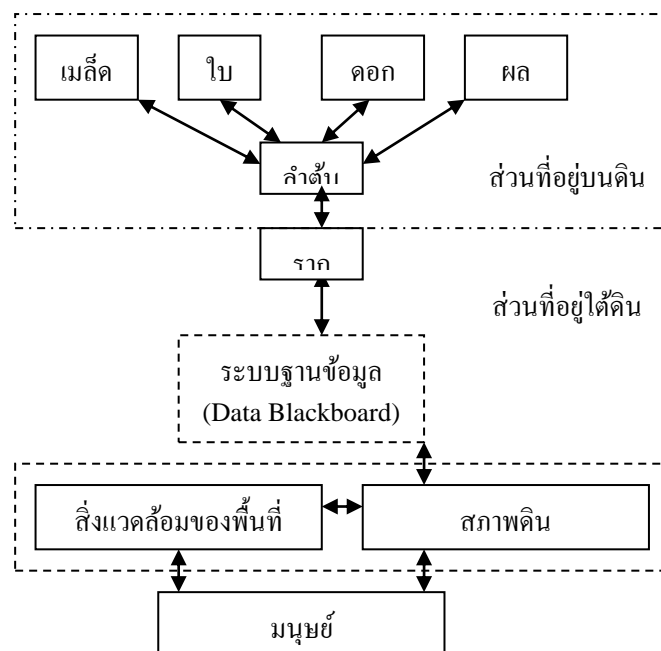 เมล็ด
ใบ
ดอก
ผล
ลำต้น
ส่วนที่อยู่บนดิน
ราก
ส่วนที่อยู่ใต้ดิน
ระบบฐานข้อมูล
(Data Blackboard)
สิ่งแวดล้อมของพื้นที่
สภาพดิน
มนุษย์